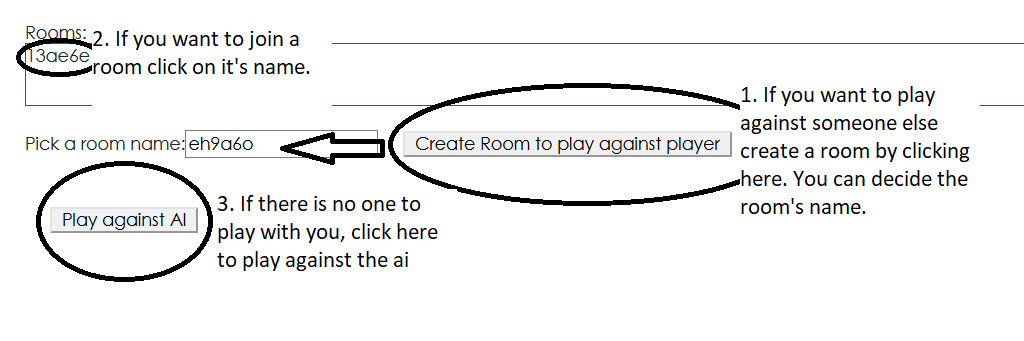 Rooms:
13ae6e
2. If you want to join a
room click on it's name.
1. If you want to play
against someone else
create a room by clicking
here. You can decide the
room's name.
Pick a room name: eh9a6o
Create Room to play against player
Play against AI
3. If there is no one to
play with you, click here
to play against the ai